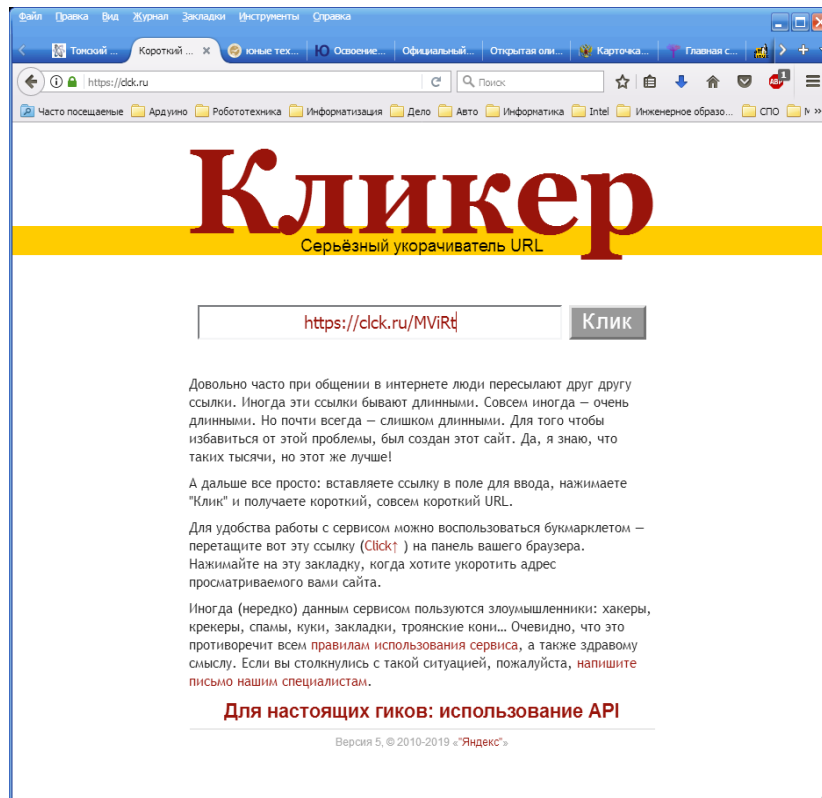 Файл Правка Вид Журнал Закладки Инструменты Справка
Томский ... Короткий ... × юные тех... Ю Освоение... Официальный... Открытая оли... Карточка... Главная с...
https://clck.ru Поиск ABP 1
Часто посещаемые Ардуино Робототехника Информатизация Дело Авто Информатика Intel Инженерное образо... СПО
Кликер
Серьёзный укорачиватель URL
https://clck.ru/MViRt Клик
Довольно часто при общении в интернете люди пересылают друг другу
ссылки. Иногда эти ссылки бывают длинными. Совсем иногда — очень
длинными. Но почти всегда — слишком длинными. Для того чтобы
избавиться от этой проблемы, был создан этот сайт. Да, я знаю, что
таких тысячи, но этот же лучше!
А дальше все просто: вставляете ссылку в поле для ввода, нажимаете
"Клик" и получаете короткий, совсем короткий URL.
Для удобства работы с сервисом можно воспользоваться букмарклетом —
перетащите вот эту ссылку (Click↑ ) на панель вашего браузера.
Нажимайте на эту закладку, когда хотите укоротить адрес
просматриваемого вами сайта.
Иногда (нередко) данным сервисом пользуются злоумышленники: хакеры,
крекеры, спамы, куки, закладки, троянские кони... Очевидно, что это
противоречит всем правилам использования сервиса, а также здравому
смыслу. Если вы столкнулись с такой ситуацией, пожалуйста, напишите
письмо нашим специалистам.
Для настоящих гиков: использование API
Версия 5, © 2010-2019 «"Яндекс"»